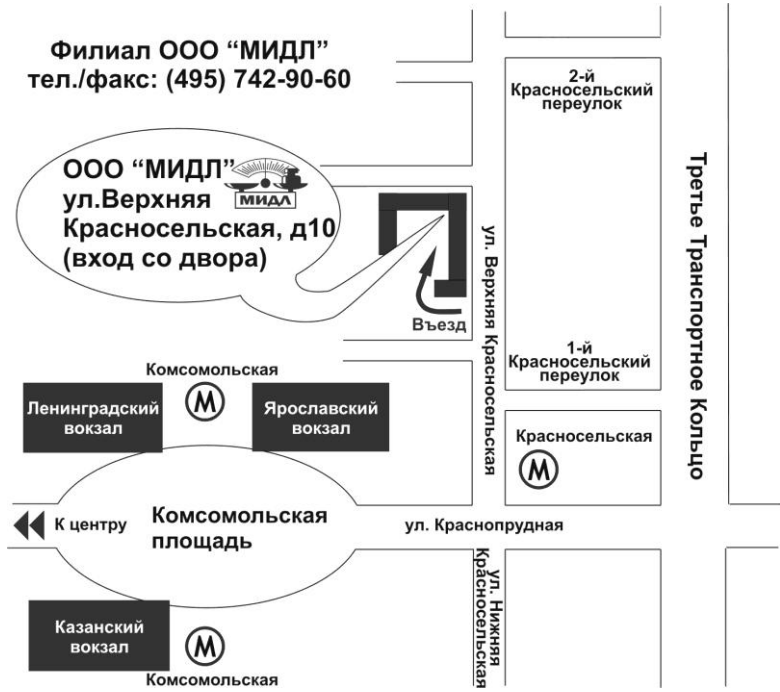 Филиал ООО “МИДЛ”
тел./факс: (495) 742-90-60
2-й
Красносельский
переулок
ООО “МИДЛ”
МИДЛ
ул.Верхняя
Красносельская, д10
(вход со двора)
Третье Транспортное Кольцо
ул. Верхняя Красносельская
Въезд
1-й
Красносельский
переулок
Комсомольская
М
Ленинградский
вокзал
Ярославский
вокзал
Красносельская
М
К центру
Комсомольская
площадь
ул. Краснопрудная
ул. Нижняя
Красносельская
Казанский
вокзал
М
Комсомольская